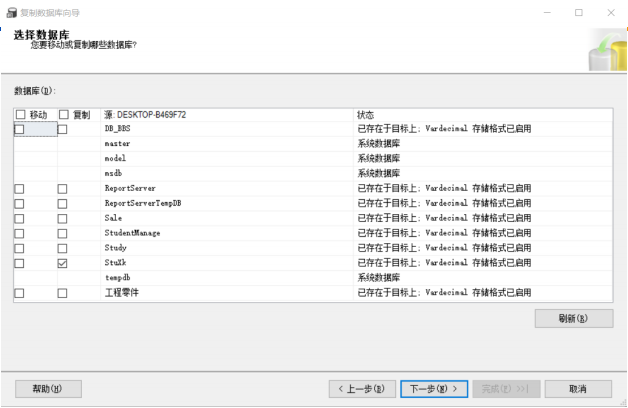 复制数据库向导
选择数据库
您要移动或复制哪些数据库?
数据库(D):
移动 复制 源: DESKTOP-B469F72 状态
DB_BBS 已存在于目标上; Vardecimal 存储格式已启用
master 系统数据库
model 系统数据库
msdb 系统数据库
ReportServer 已存在于目标上; Vardecimal 存储格式已启用
ReportServerTempDB 已存在于目标上; Vardecimal 存储格式已启用
Sale 已存在于目标上; Vardecimal 存储格式已启用
StudentManage 已存在于目标上; Vardecimal 存储格式已启用
Study 已存在于目标上; Vardecimal 存储格式已启用
StuXk 已存在于目标上; Vardecimal 存储格式已启用
tempdb 系统数据库
工程零件 已存在于目标上; Vardecimal 存储格式已启用
刷新(R)
帮助(H) < 上一步(B) 下一步(N) > 完成(F) >>| 取消